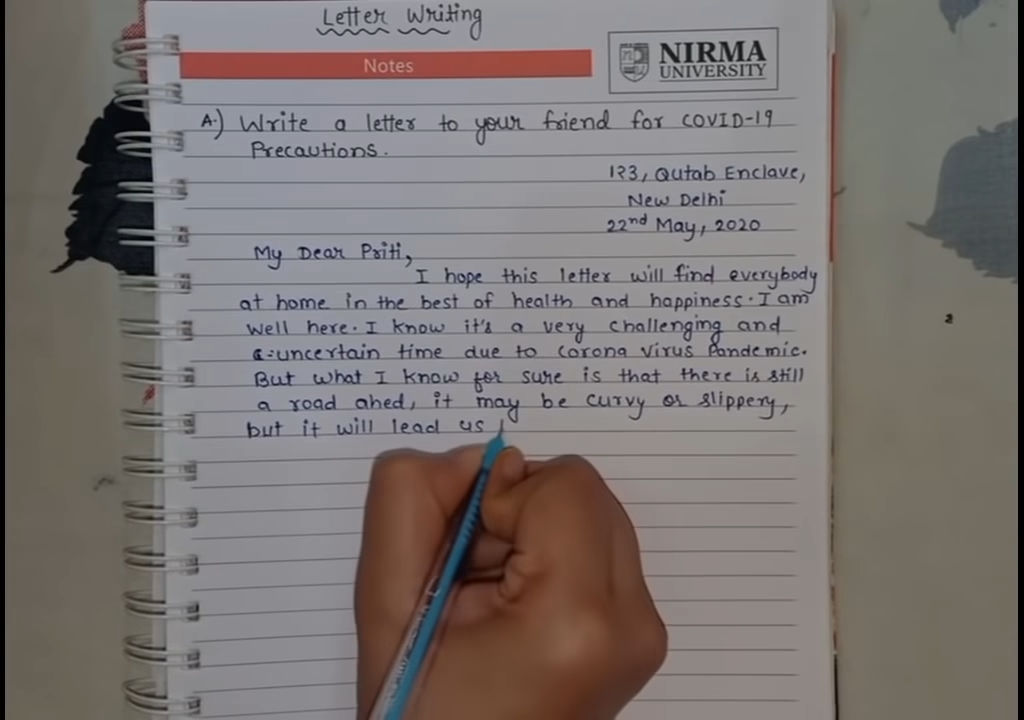 Letter Writing
Notes
NIRMA
UNIVERSITY
A.) Write a letter to your friend for COVID-19
Precautions.
123, Qutab Enclave,
New Delhi
22nd May, 2020
My Dear Priti,
I hope this letter will find everybody
at home in the best of health and happiness. I am
well here. I know it's a very challenging and
uncertain time due to corona virus Pandemic.
But what I know for sure is that there is still
a road ahed, it may be curvy or slippery,
but it will lead us